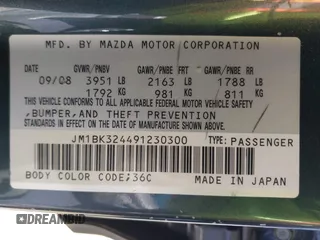 MFD. BY MAZDA MOTOR CORPORATION
GVWR/PNBV GAWR/PNBE FRT GAWR/PNBE RR
09/08 3951 LB 2163 LB 1788 LB
1792 KG 981 KG 811 KG
THIS VEHICLE CONFORMS TO ALL APPLICABLE FEDERAL MOTOR VEHICLE SAFETY
,BUMPER,AND THEFT PREVENTION
STANDARDS IN EFFECT ON THE DATE OF MANUFACTURE SHOWN ABOVE.
JM1BK324491230300 TYPE:PASSENGER
BODY COLOR CODE:36C MADE IN JAPAN
DREAMBID